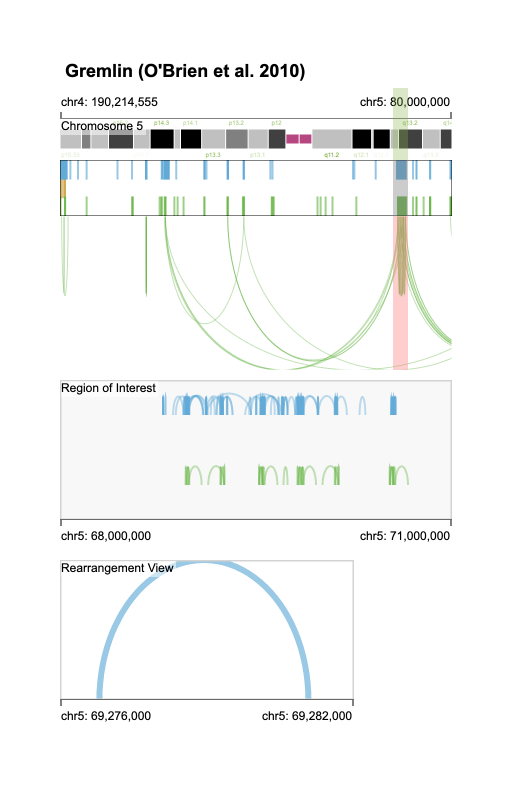 Gremlin (O'Brien et al. 2010)
chr4: 190,214,555 chr5: 80,000,000
p14.3 p14.1 p13.2 p12 q13.2
Chromosome 5
p13.3 p13.1 q11.2 q12.1
Region of Interest
chr5: 68,000,000 chr5: 71,000,000
Rearrangement View
chr5: 69,276,000 chr5: 69,282,000